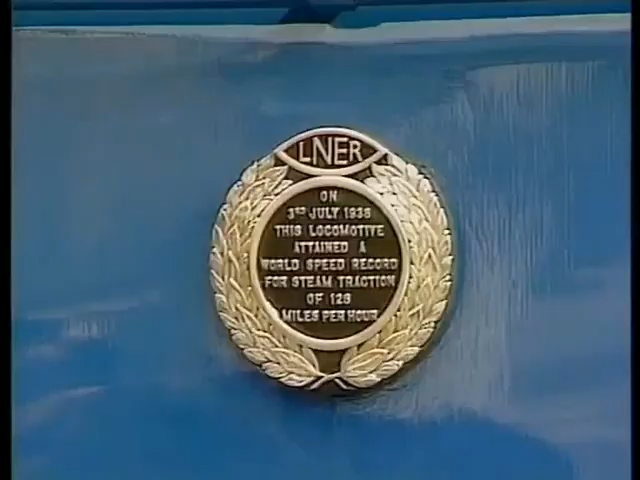 LNER
ON
3RD JULY 1938
THIS LOCOMOTIVE
ATTAINED A
WORLD SPEED RECORD
FOR STEAM TRACTION
OF 126
MILES PER HOUR